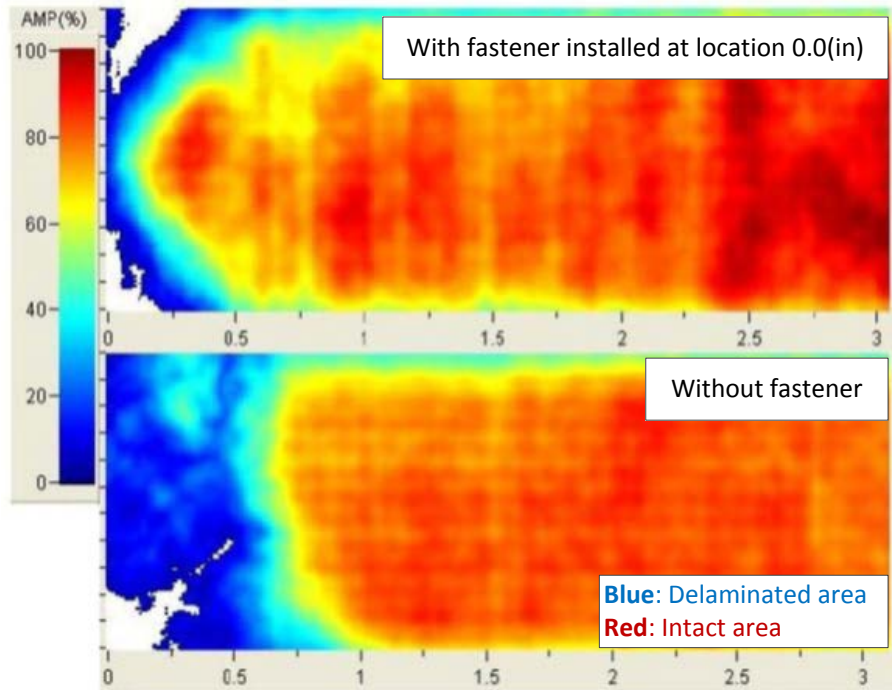 AMP(%)
100
80
60
40
20
0
With fastener installed at location 0.0(in)
0 0.5 1 1.5 2 2.5 3
Without fastener
Blue: Delaminated area
Red: Intact area
0 0.5 1 1.5 2 2.5 3